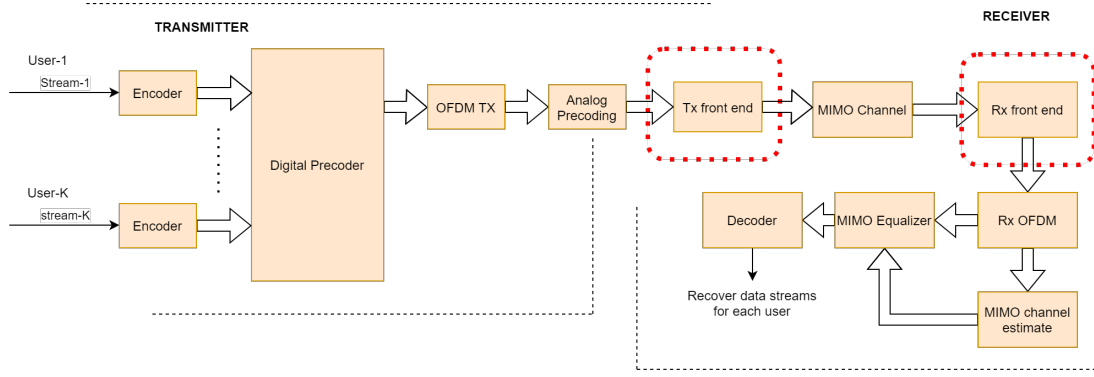 TRANSMITTER
RECEIVER
User-1
Stream-1
Encoder
Digital Precoder
OFDM TX
Analog
Precoding
Tx front end
MIMO Channel
Rx front end
User-K
stream-K
Encoder
Decoder
MIMO Equalizer
Rx OFDM
Recover data streams
for each user
MIMO channel
estimate